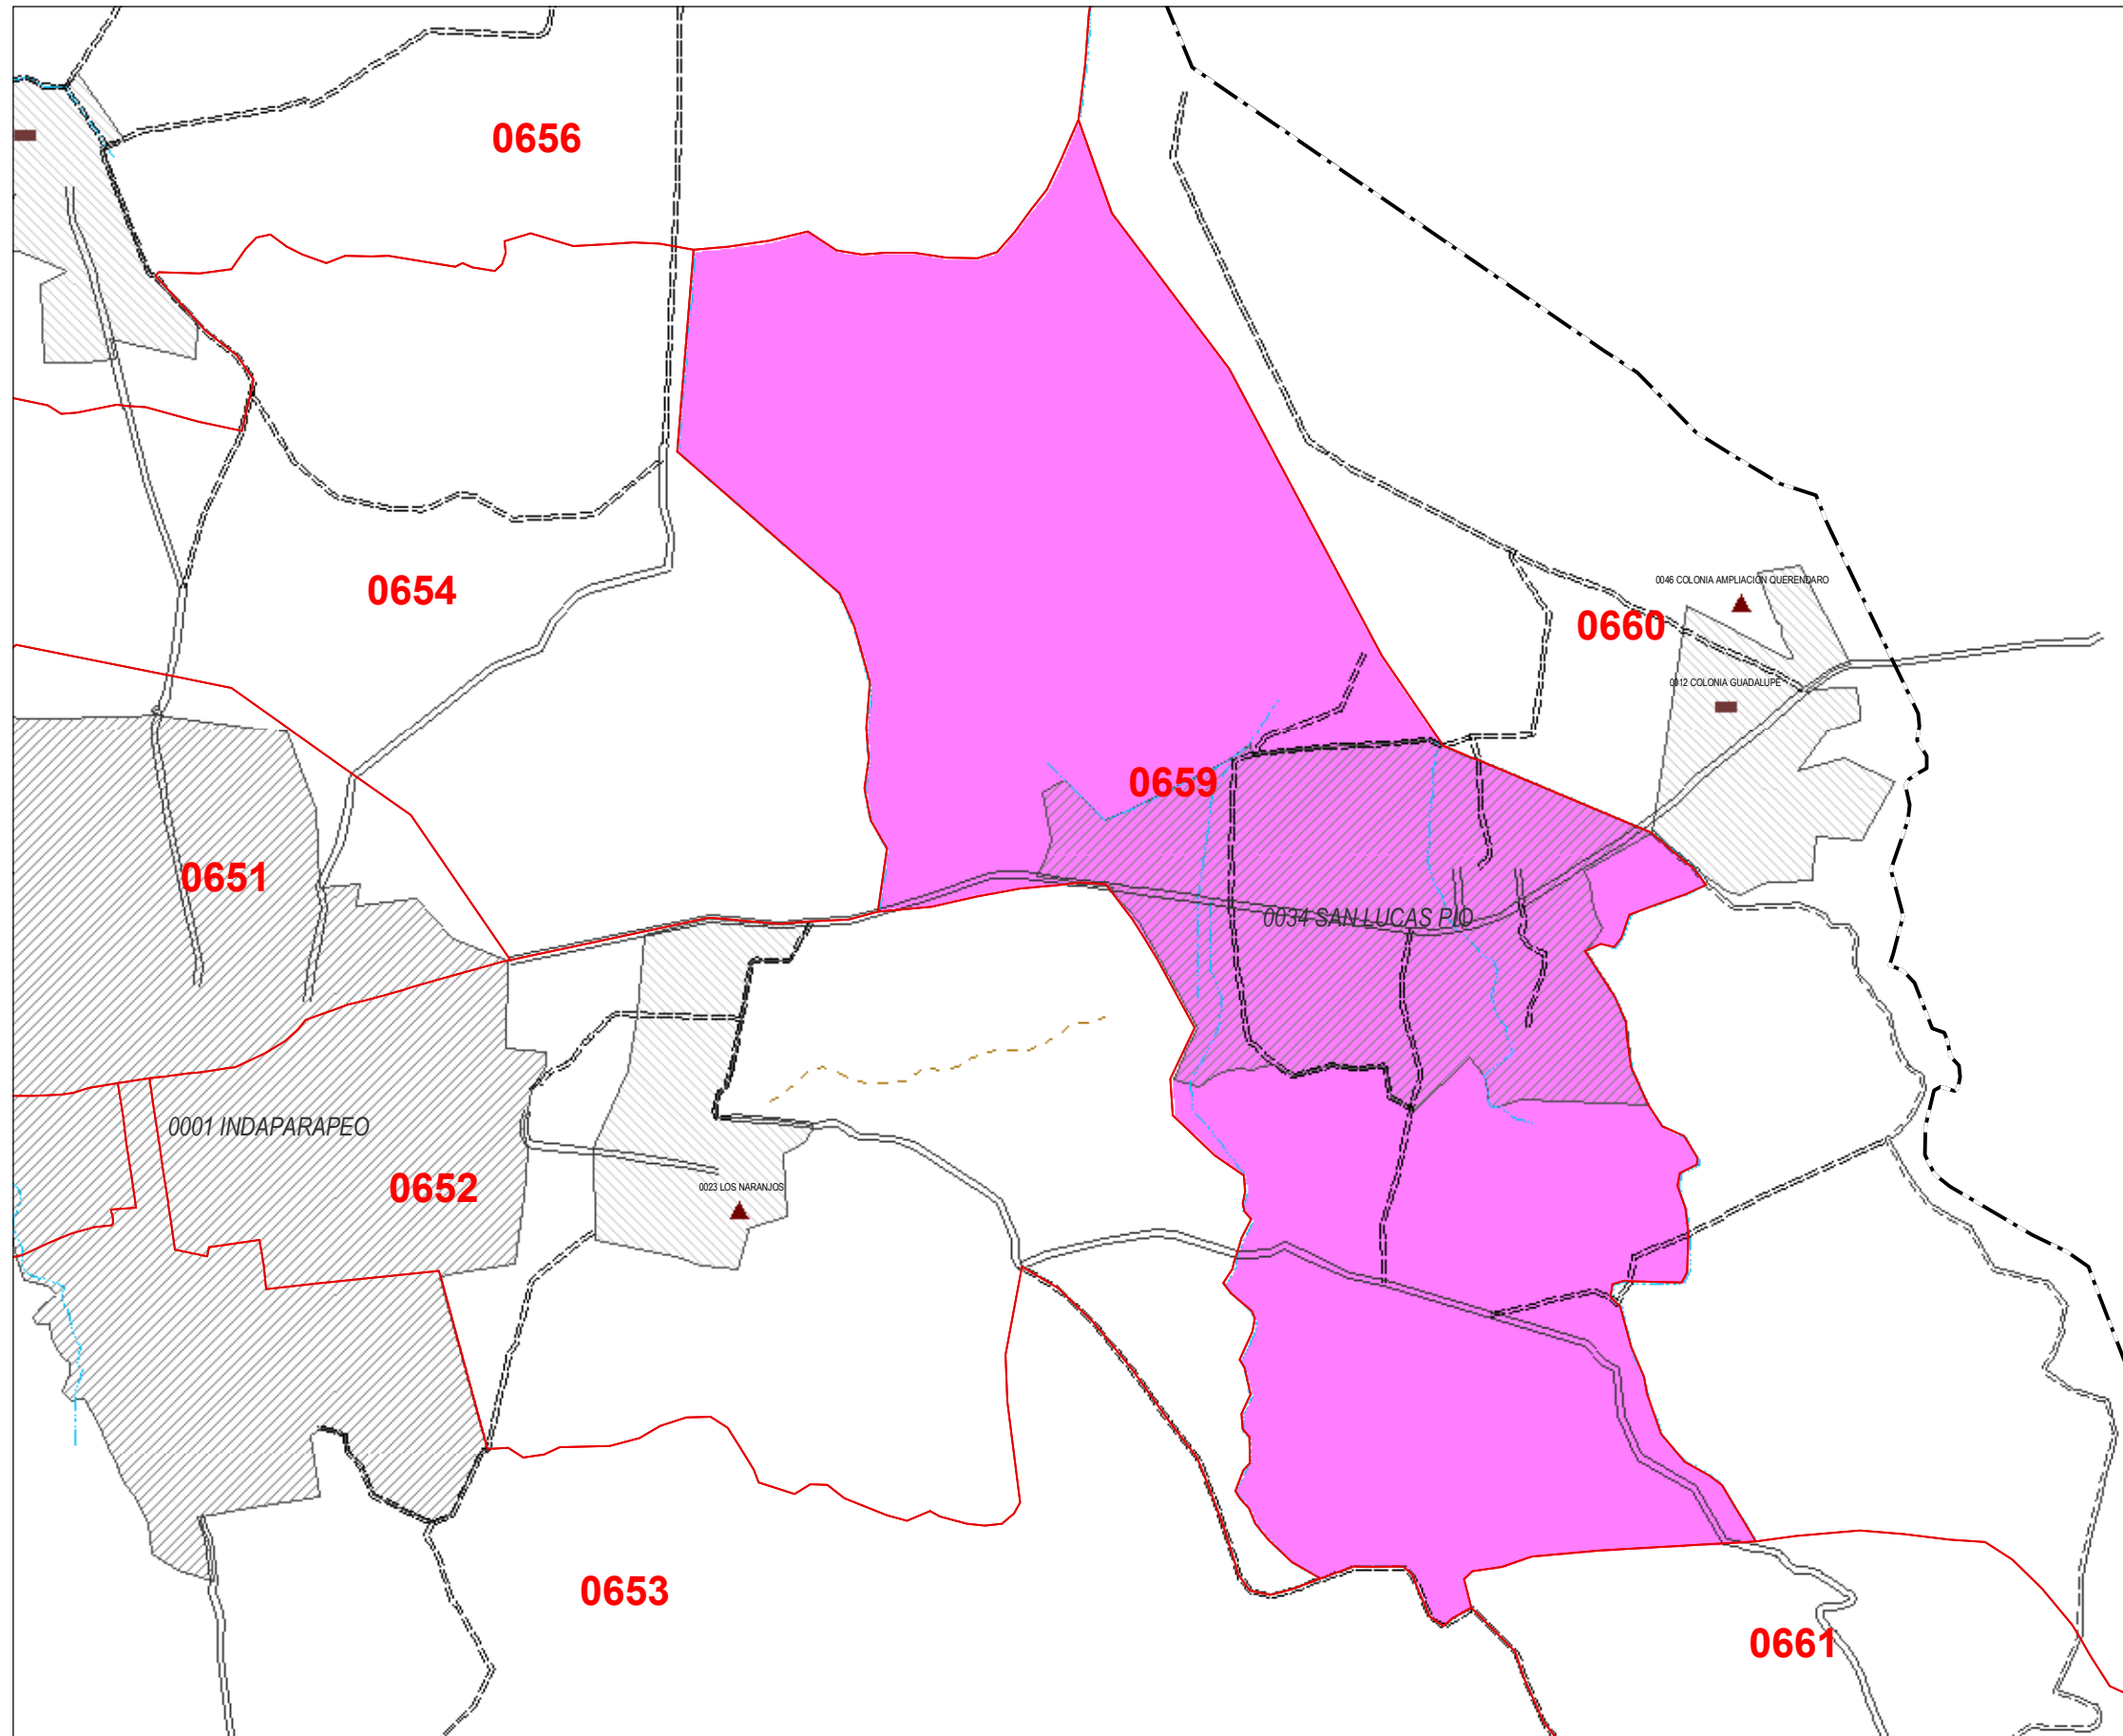 0656
0046 COLONIA AMPLIACION QUERENDARO
0654
0660
0012 COLONIA GUADALUPE
0659
0651
0034 SAN LUCAS PIO
0001 INDAPARAPEO
0652
0023 LOS NARANJOS
0653
0661